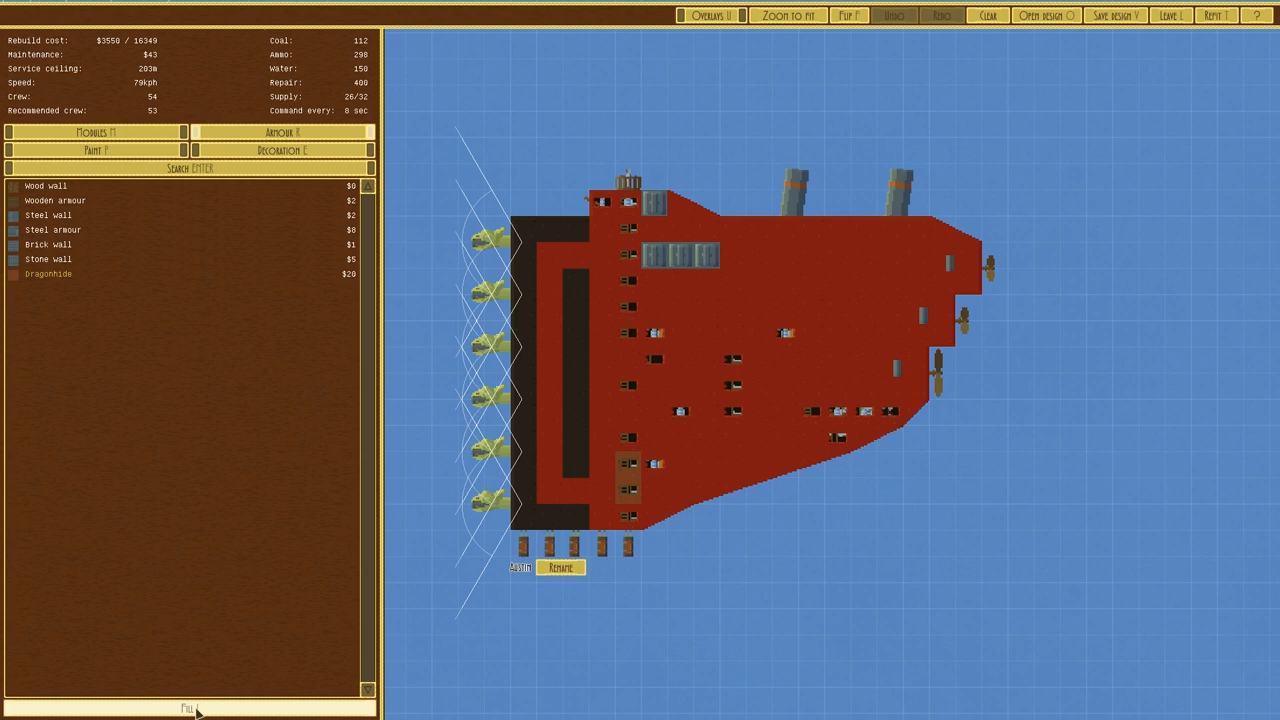 OVERLAYS U ZOOM TO FIT FLIP F UNDO REDO CLEAR OPEN DESIGN O SAVE DESIGN V LEAVE L REFIT T ?
Rebuild cost: $3550 / 16349 Coal: 112
Maintenance: $43 Ammo: 298
Service ceiling: 203m Water: 150
Speed: 79kph Repair: 400
Crew: 54 Supply: 26/32
Recommended crew: 53 Command every: 8 sec
MODULES M ARMOUR R
PAINT P DECORATION E
SEARCH ENTER
Wood wall $0
Wooden armour $2
Steel wall $2
Steel armour $8
Brick wall $1
Stone wall $5
Dragonhide $20
AUSTIM RENAME
FILL